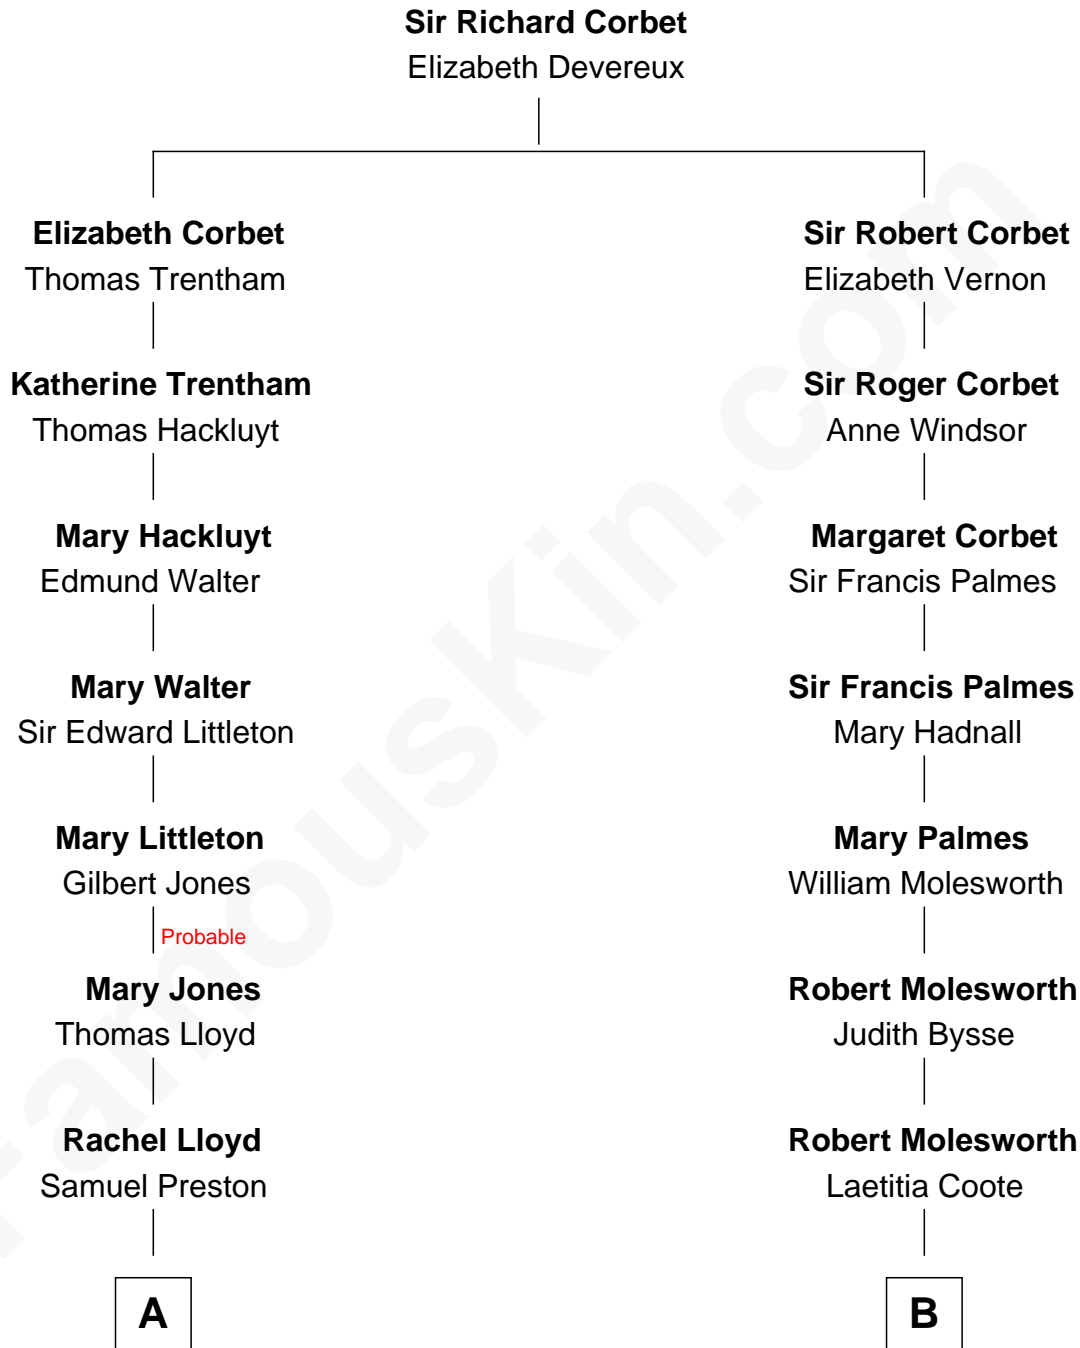 Sir Richard Corbet
Elizabeth Devereux
Elizabeth Corbet
Thomas Trentham
Sir Robert Corbet
Elizabeth Vernon
Katherine Trentham
Thomas Hackluyt
Sir Roger Corbet
Anne Windsor
Mary Hackluyt
Edmund Walter
Margaret Corbet
Sir Francis Palmes
Mary Walter
Sir Edward Littleton
Sir Francis Palmes
Mary Hadnall
Mary Littleton
Gilbert Jones
Mary Palmes
William Molesworth
Probable
Mary Jones
Thomas Lloyd
Robert Molesworth
Judith Bysse
Rachel Lloyd
Samuel Preston
Robert Molesworth
Laetitia Coote
A
B
FamousKin.com